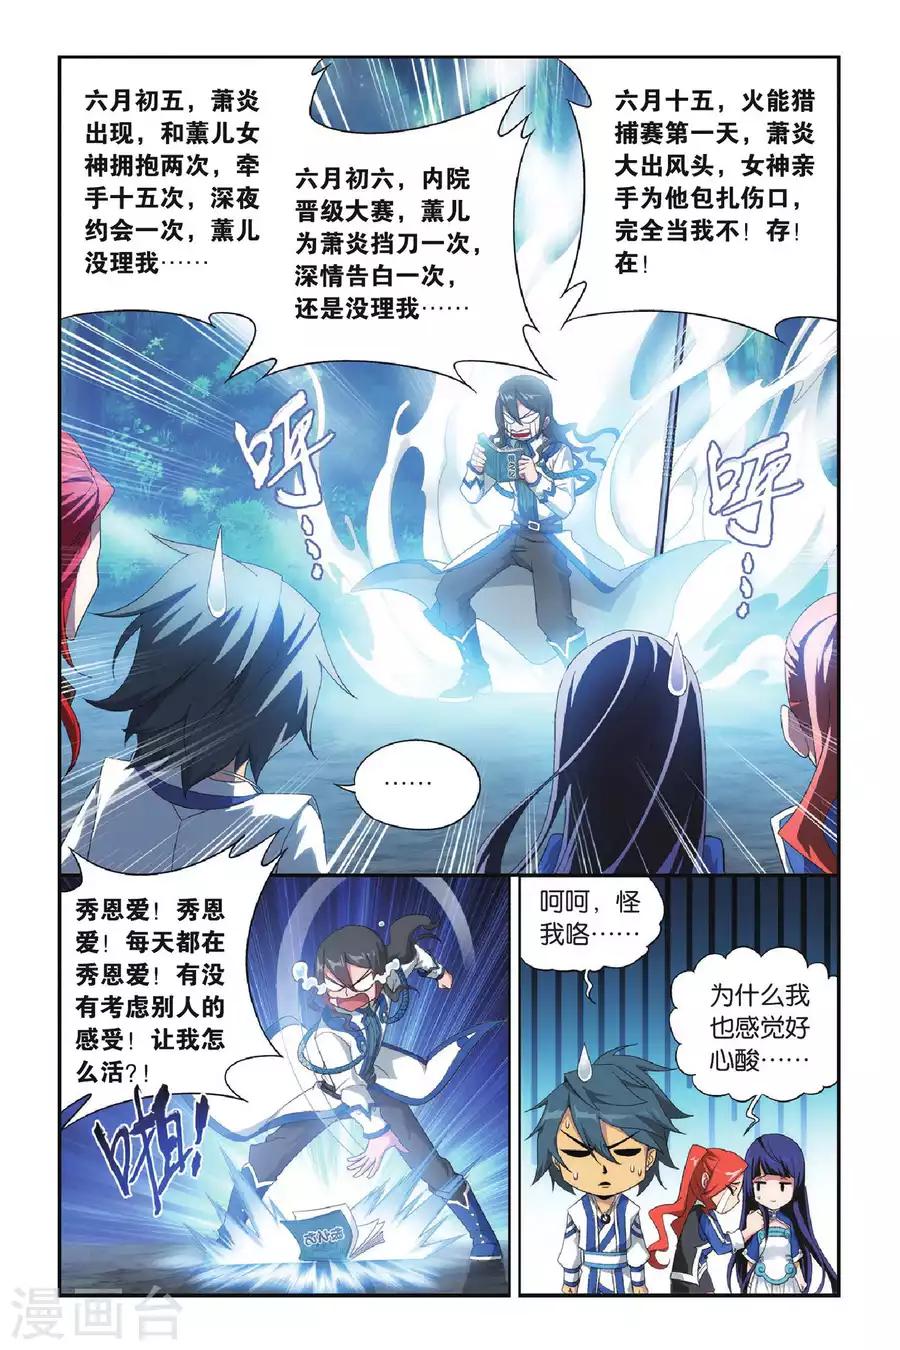 六月初五，萧炎
出现，和薰儿女
神拥抱两次，牵
手十五次，深夜
约会一次，薰儿
没理我……
六月初六，内院
晋级大赛，薰儿
为萧炎挡刀一次，
深情告白一次，
还是没理我……
六月十五，火能猎
捕赛第一天，萧炎
大出风头，女神亲
手为他包扎伤口，
完全当我不！存！
在！
呼…
呼…
……
秀恩爱！秀恩
爱！每天都在
秀恩爱！有没
有考虑别人的
感受！让我怎
么活?！
啪！
呵呵，怪
我咯……
为什么我
也感觉好
心酸……
漫画台